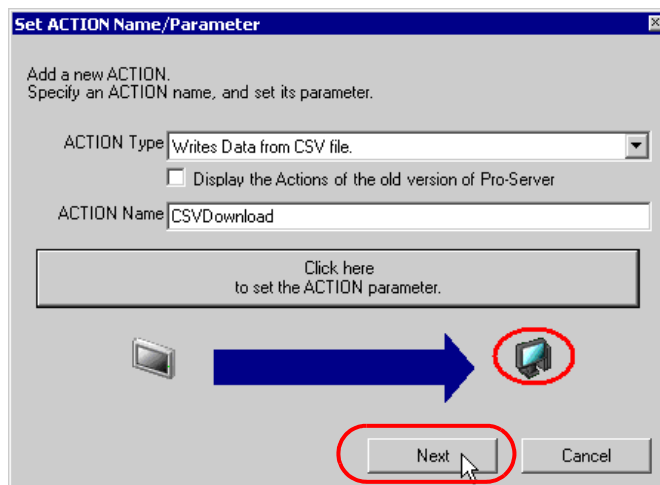 Set ACTION Name/Parameter
Add a new ACTION.
Specify an ACTION name, and set its parameter.
ACTION Type Writes Data from CSV file.
Display the Actions of the old version of Pro-Server
ACTION Name CSVDownload
Click here
to set the ACTION parameter.
Next Cancel